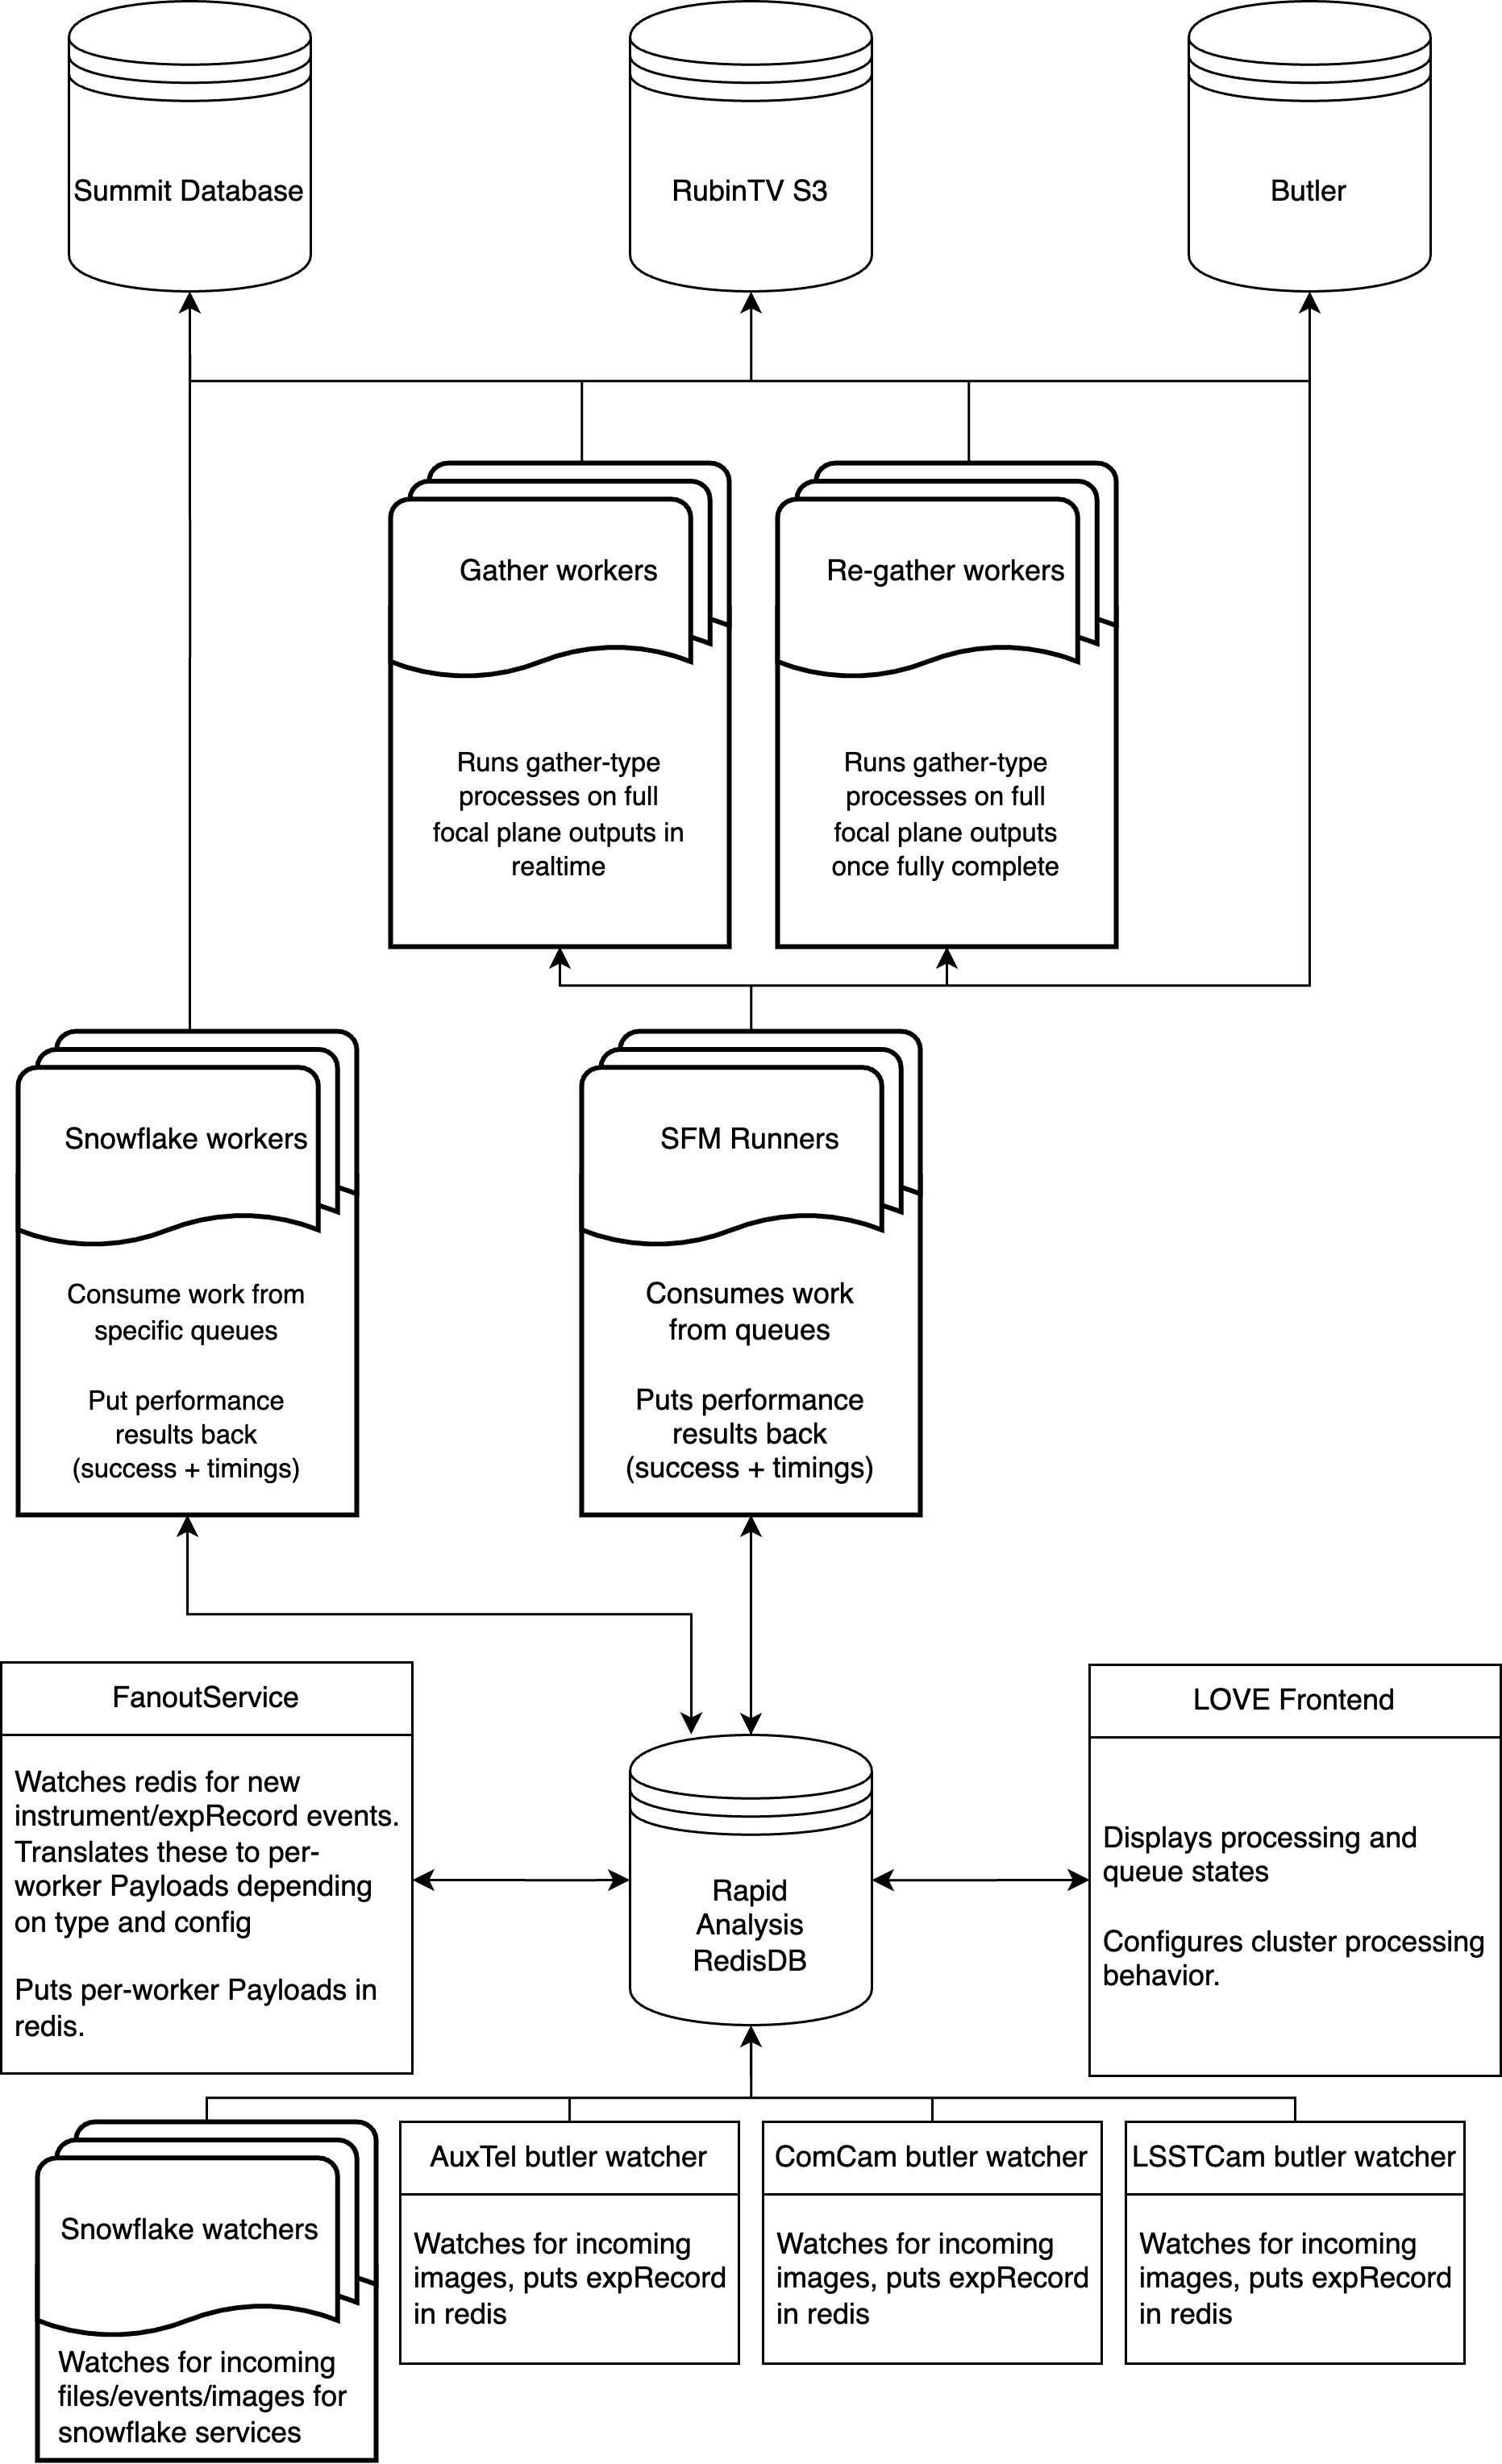 Summit Database
RubinTV S3
Butler
Gather workers
Re-gather workers
Runs gather-type
processes on full
focal plane outputs in
realtime
Runs gather-type
processes on full
focal plane outputs
once fully complete
Snowflake workers
SFM Runners
Consume work from
specific queues
Put performance
results back
(success + timings)
Consumes work
from queues
Puts performance
results back
(success + timings)
FanoutService
Watches redis for new
instrument/expRecord events.
Translates these to per-
worker Payloads depending
on type and config
Puts per-worker Payloads in
redis.
Rapid
Analysis
RedisDB
LOVE Frontend
Displays processing and
queue states
Configures cluster processing
behavior.
Snowflake watchers
Watches for incoming
files/events/images for
snowflake services
AuxTel butler watcher
Watches for incoming
images, puts expRecord
in redis
ComCam butler watcher
Watches for incoming
images, puts expRecord
in redis
LSSTCam butler watcher
Watches for incoming
images, puts expRecord
in redis